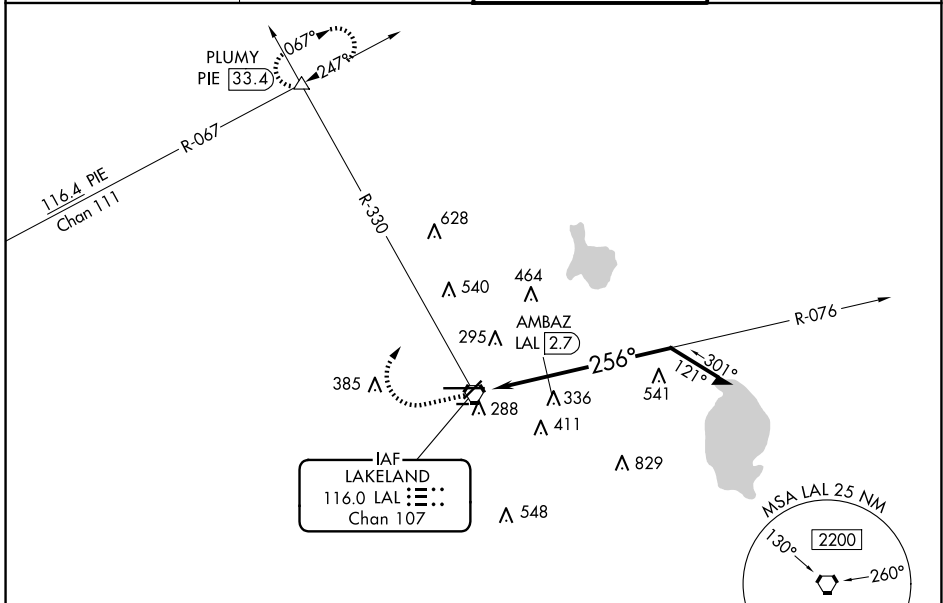 PLUMY
PIE 33.4
067°
247°
R-067
116.4 PIE
Chan 111
R-330
628
540
464
295
AMBAZ
LAL 2.7
R-076
256°
301°
121°
385
288
336
541
411
829
IAF
LAKELAND
116.0 LAL
Chan 107
548
MSA LAL 25 NM
2200
130°
260°